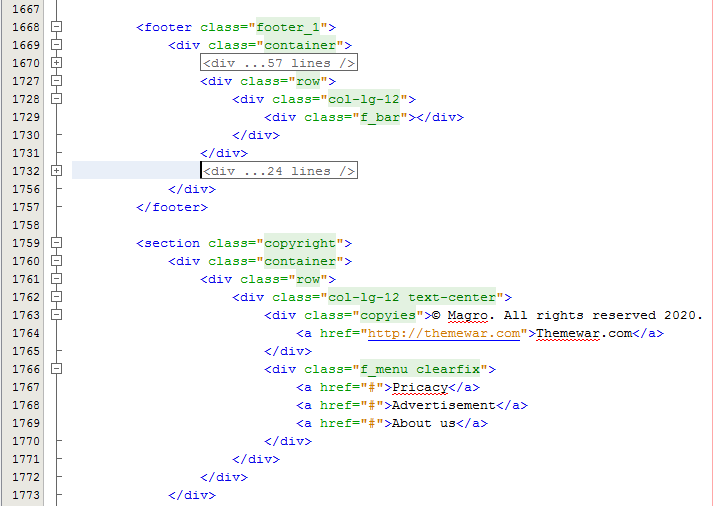 1667
1668 <footer class="footer_1">
1669 <div class="container">
1670 <div ...57 lines />
1727 <div class="row">
1728 <div class="col-lg-12">
1729 <div class="f_bar"></div>
1730 </div>
1731 </div>
1732 <div ...24 lines />
1756 </div>
1757 </footer>
1758
1759 <section class="copyright">
1760 <div class="container">
1761 <div class="row">
1762 <div class="col-lg-12 text-center">
1763 <div class="copyies">© Magro. All rights reserved 2020.
1764 <a href="http://themewar.com">Themewar.com</a>
1765 </div>
1766 <div class="f_menu clearfix">
1767 <a href="#">Pricacy</a>
1768 <a href="#">Advertisement</a>
1769 <a href="#">About us</a>
1770 </div>
1771 </div>
1772 </div>
1773 </div>